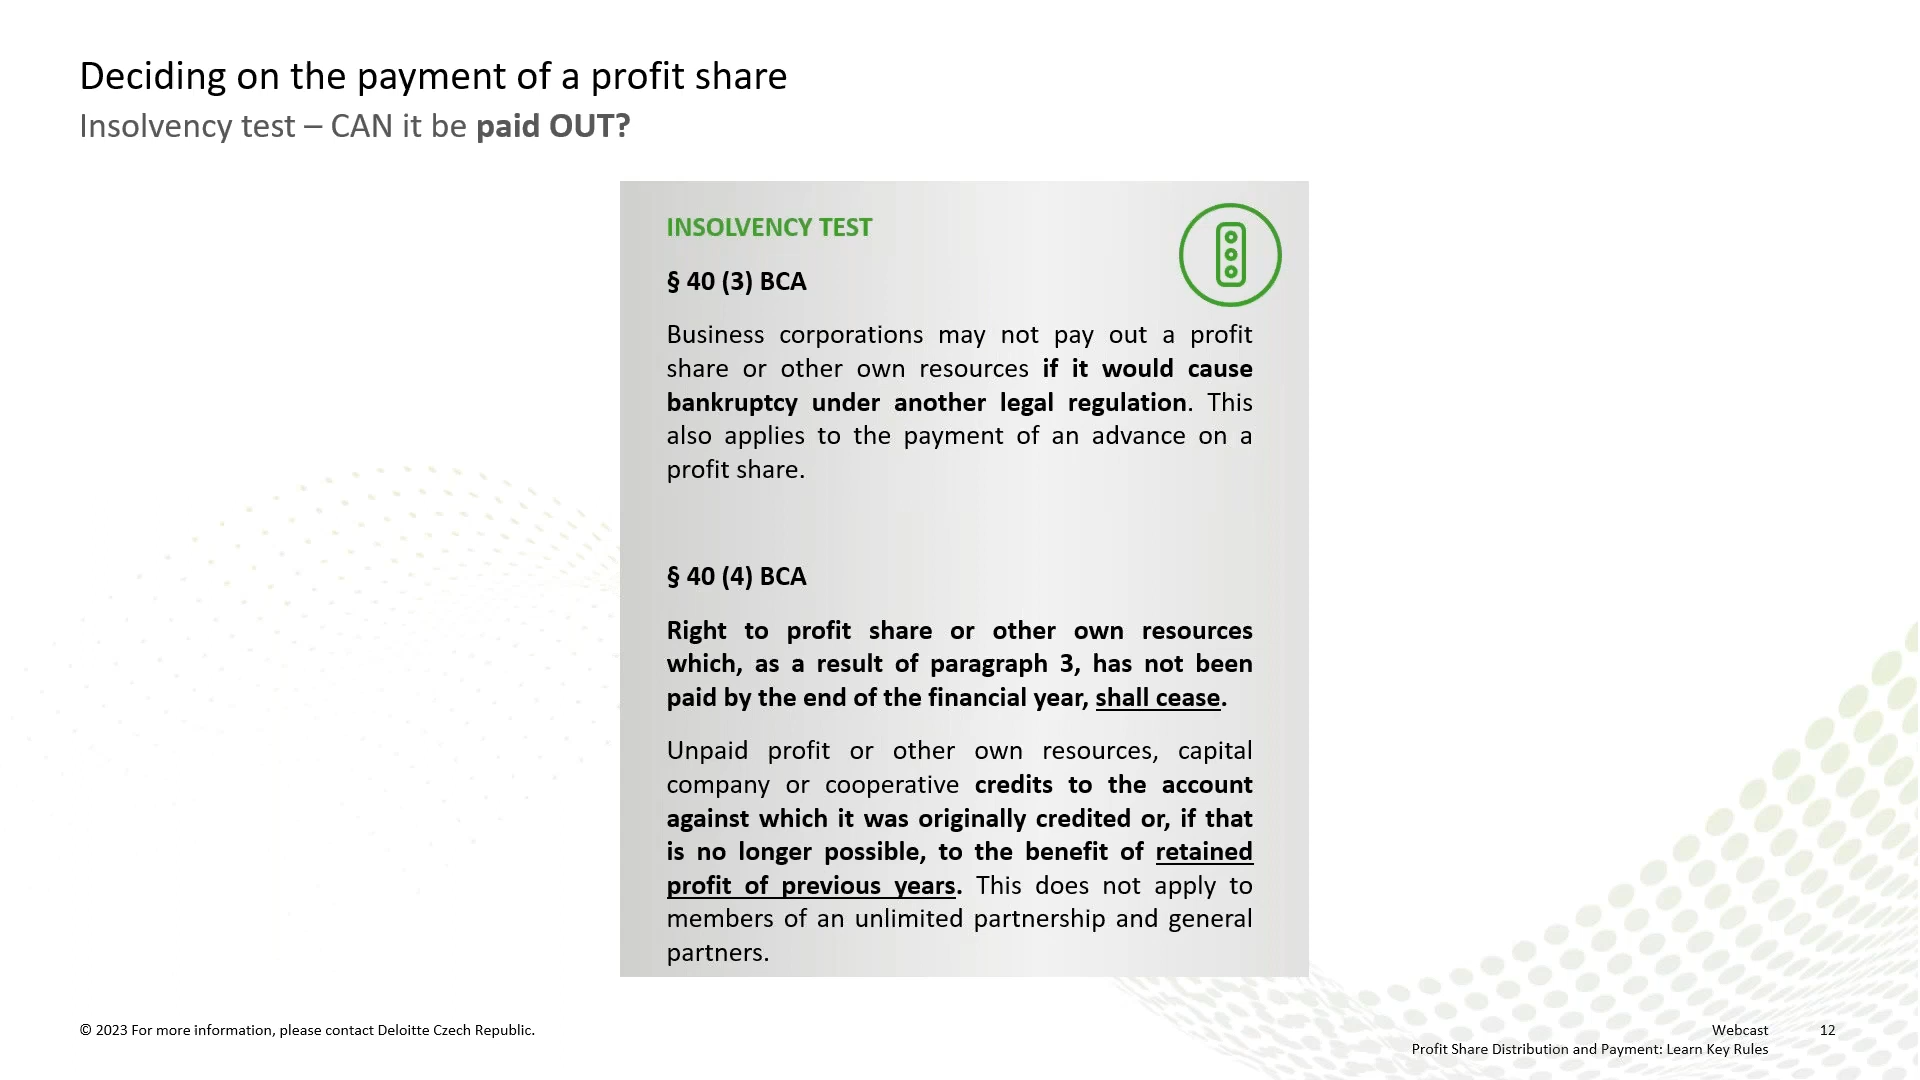 Deciding on the payment of a profit share
Insolvency test – CAN it be paid OUT?
INSOLVENCY TEST
§ 40 (3) BCA
Business corporations may not pay out a profit
share or other own resources if it would cause
bankruptcy under another legal regulation. This
also applies to the payment of an advance on a
profit share.
§ 40 (4) BCA
Right to profit share or other own resources
which, as a result of paragraph 3, has not been
paid by the end of the financial year, shall cease.
Unpaid profit or other own resources, capital
company or cooperative credits to the account
against which it was originally credited or, if that
is no longer possible, to the benefit of retained
profit of previous years. This does not apply to
members of an unlimited partnership and general
partners.
© 2023 For more information, please contact Deloitte Czech Republic.
Webcast 12
Profit Share Distribution and Payment: Learn Key Rules